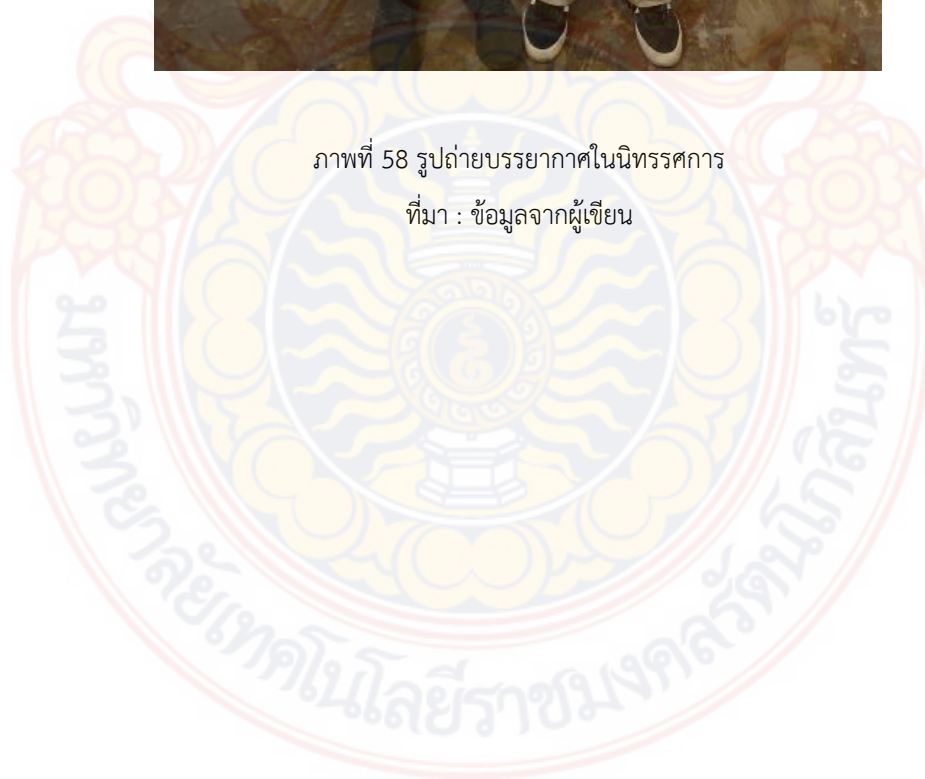 ภาพที่ 58 รูปถ่ายบรรยากาศในนิทรรศการ
ที่มา : ข้อมูลจากผู้เขียน
มหาวิทยาลัยเทคโนโลยีราชมงคลรัตนโกสินทร์